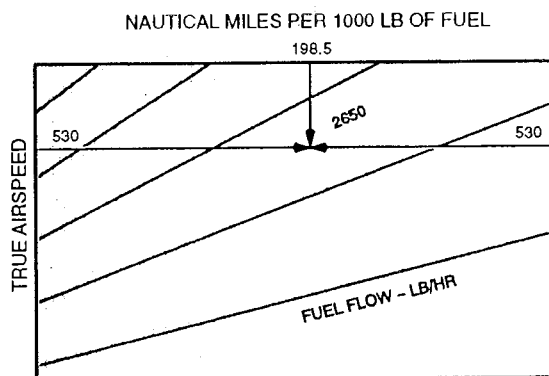 NAUTICAL MILES PER 1000 LB OF FUEL
198.5
2650
530
530
TRUE AIRSPEED
FUEL FLOW – LB/HR